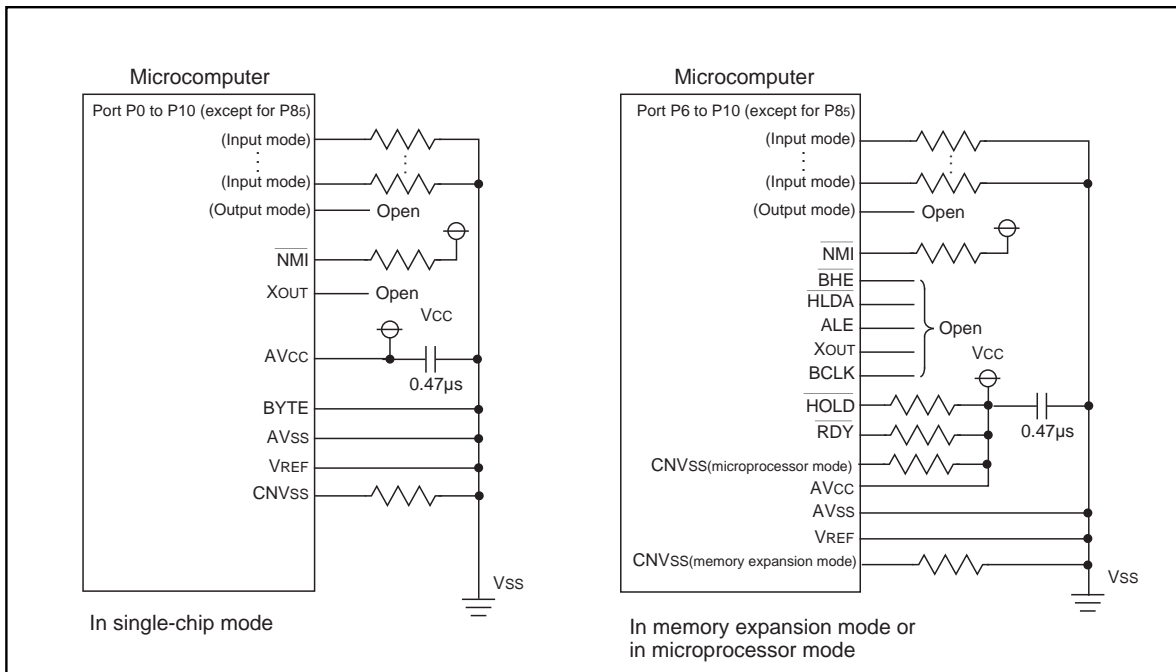 Microcomputer
Port P0 to P10 (except for P85)
(Input mode)
(Input mode)
(Output mode)
Open
NMI
XOUT
Open
VCC
AVCC
0.47µs
BYTE
AVSS
VREF
CNVSS
VSS
In single-chip mode
Microcomputer
Port P6 to P10 (except for P85)
(Input mode)
(Input mode)
(Output mode)
Open
NMI
BHE
HLDA
ALE
Open
XOUT
VCC
BCLK
HOLD
0.47µs
RDY
CNVSS(microprocessor mode)
AVCC
AVSS
VREF
CNVSS(memory expansion mode)
VSS
In memory expansion mode or
in microprocessor mode